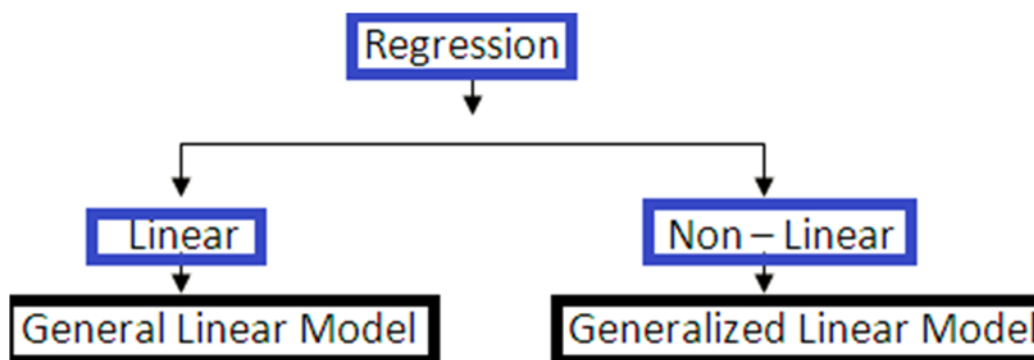 Regression
Linear
Non – Linear
General Linear Model
Generalized Linear Model